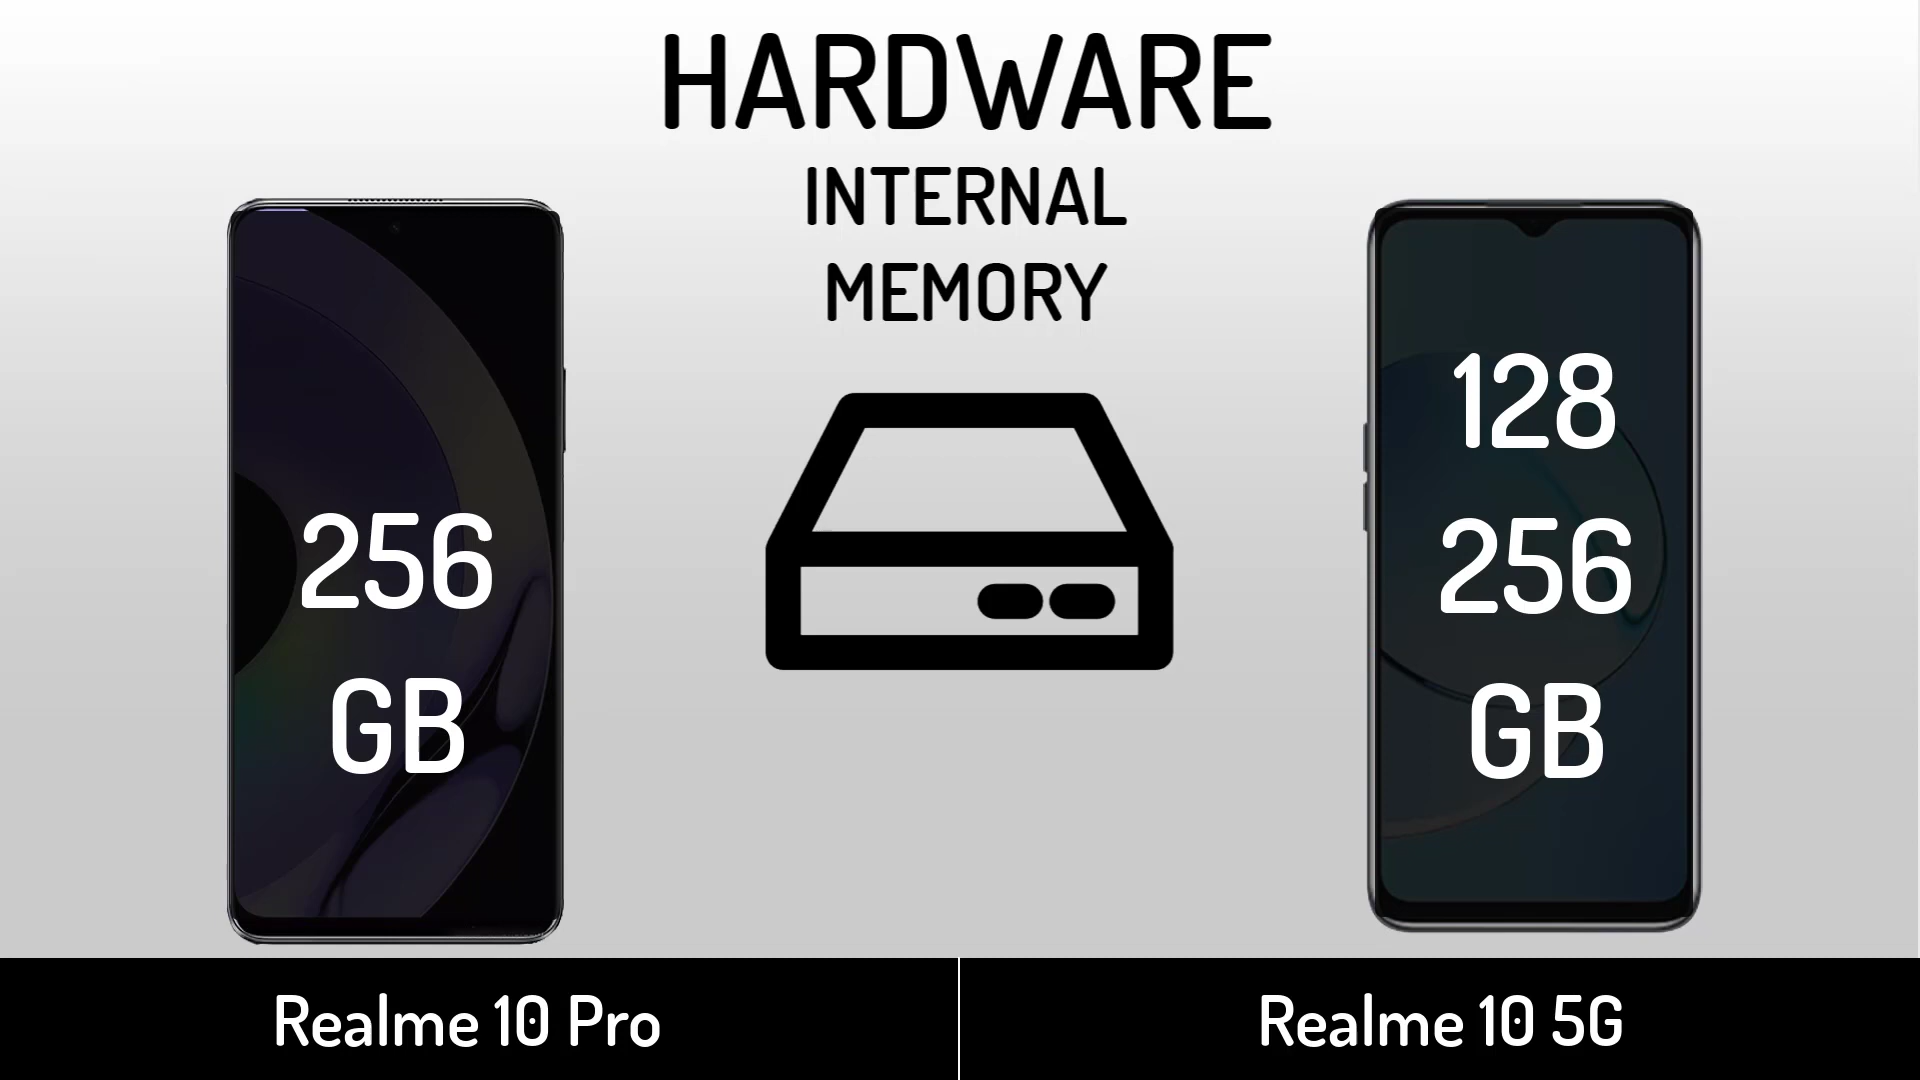 HARDWARE
INTERNAL
MEMORY
256
GB
128
256
GB
Realme 10 Pro
Realme 10 5G